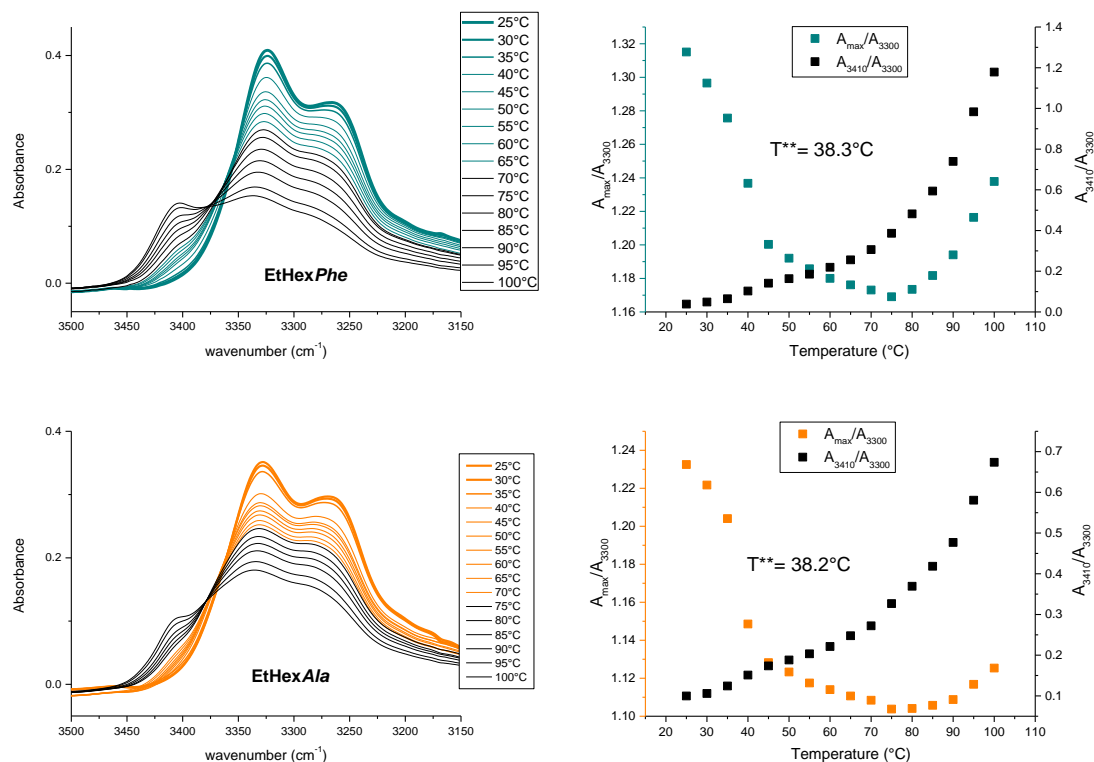 25°C
30°C
35°C
40°C
45°C
50°C
55°C
60°C
65°C
70°C
75°C
80°C
85°C
90°C
95°C
100°C
0.4
0.2
0.0
Absorbance
EtHexPhe
3500 3450 3400 3350 3300 3250 3200 3150
wavenumber (cm⁻¹)
Aₘₐₓ/A₃₃₀₀
A₃₄₁₀/A₃₃₀₀
T**= 38.3°C
1.32
1.30
1.28
1.26
1.24
1.22
1.20
1.18
1.16
Aₘₐₓ/A₃₃₀₀
1.4
1.2
1.0
0.8
0.6
0.4
0.2
0.0
A₃₄₁₀/A₃₃₀₀
20 30 40 50 60 70 80 90 100 110
Temperature (°C)
0.4
0.2
0.0
Absorbance
25°C
30°C
35°C
40°C
45°C
50°C
55°C
60°C
65°C
70°C
75°C
80°C
85°C
90°C
95°C
100°C
EtHexAla
3500 3450 3400 3350 3300 3250 3200 3150
wavenumber (cm⁻¹)
Aₘₐₓ/A₃₃₀₀
A₃₄₁₀/A₃₃₀₀
T**= 38.2°C
1.24
1.22
1.20
1.18
1.16
1.14
1.12
1.10
Aₘₐₓ/A₃₃₀₀
0.7
0.6
0.5
0.4
0.3
0.2
0.1
A₃₄₁₀/A₃₃₀₀
20 30 40 50 60 70 80 90 100 110
Temperature (°C)